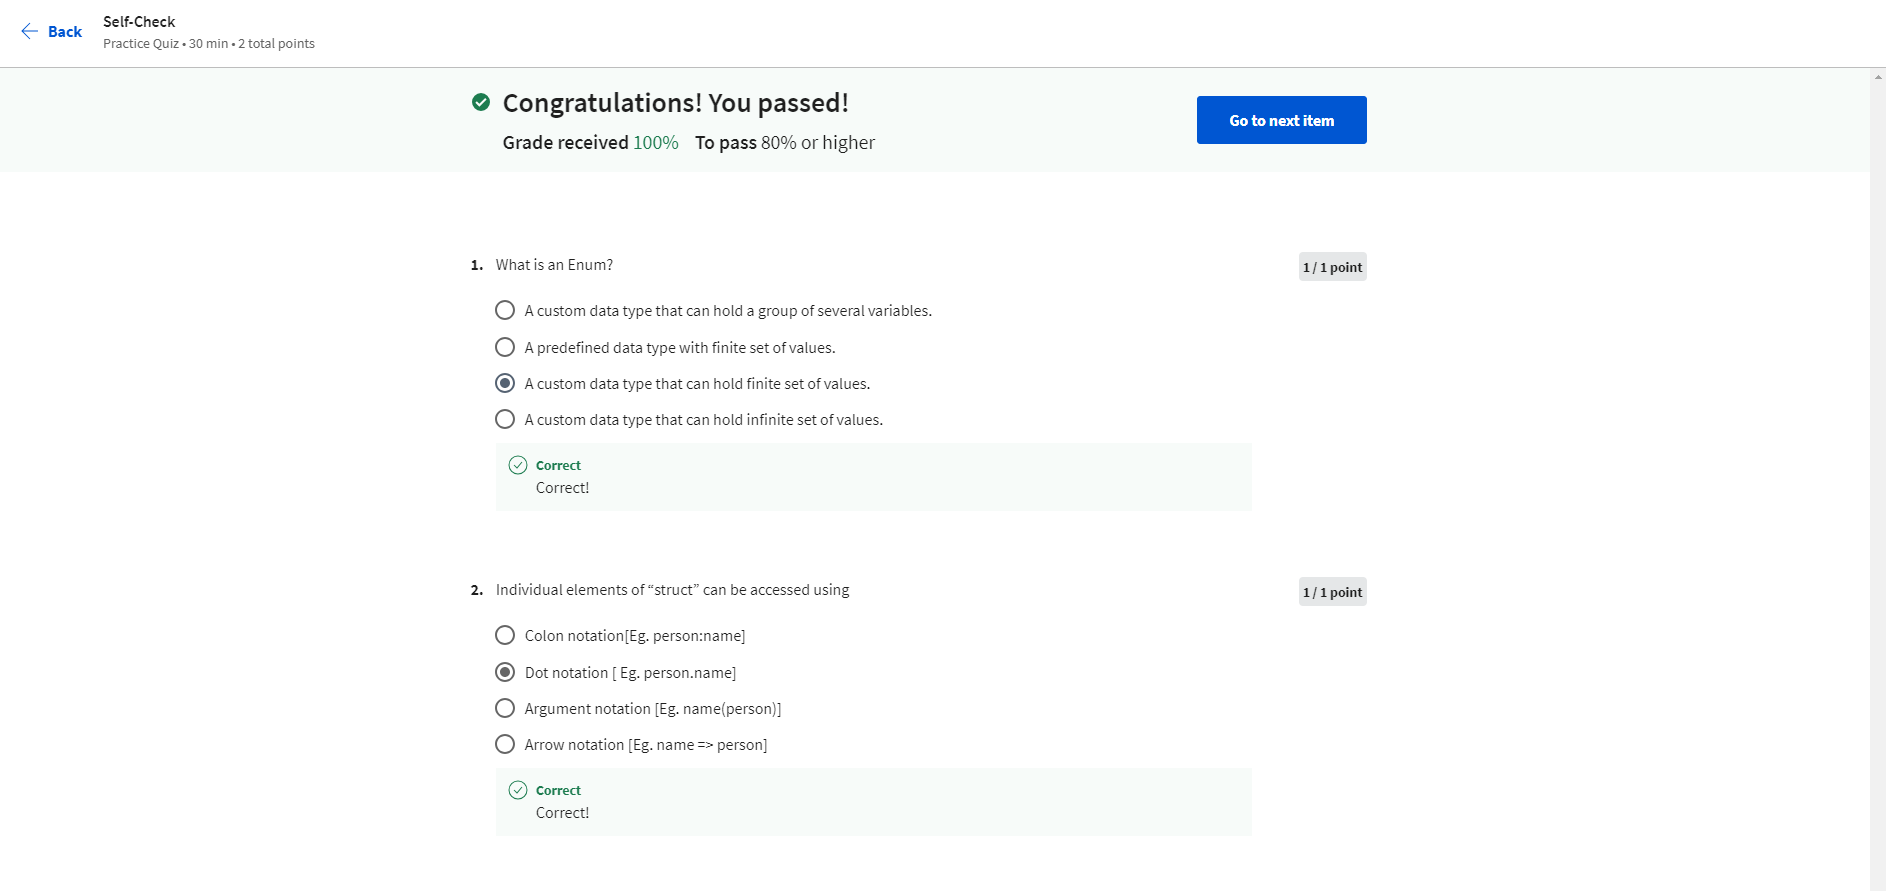 Back
Self-Check
Practice Quiz • 30 min • 2 total points
Congratulations! You passed!
Grade received 100% To pass 80% or higher
Go to next item
1. What is an Enum?
1 / 1 point
A custom data type that can hold a group of several variables.
A predefined data type with finite set of values.
A custom data type that can hold finite set of values.
A custom data type that can hold infinite set of values.
Correct
Correct!
2. Individual elements of “struct” can be accessed using
1 / 1 point
Colon notation[Eg. person:name]
Dot notation [ Eg. person.name]
Argument notation [Eg. name(person)]
Arrow notation [Eg. name => person]
Correct
Correct!